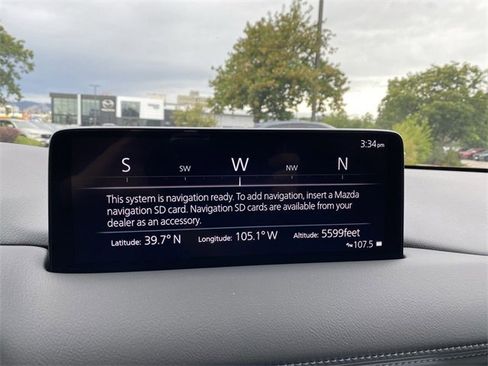 3:34pm
S SW W NW N
This system is navigation ready. To add navigation, insert a Mazda
navigation SD card. Navigation SD cards are available from your
dealer as an accessory.
Latitude: 39.7° N Longitude: 105.1° W Altitude: 5599feet
107.5